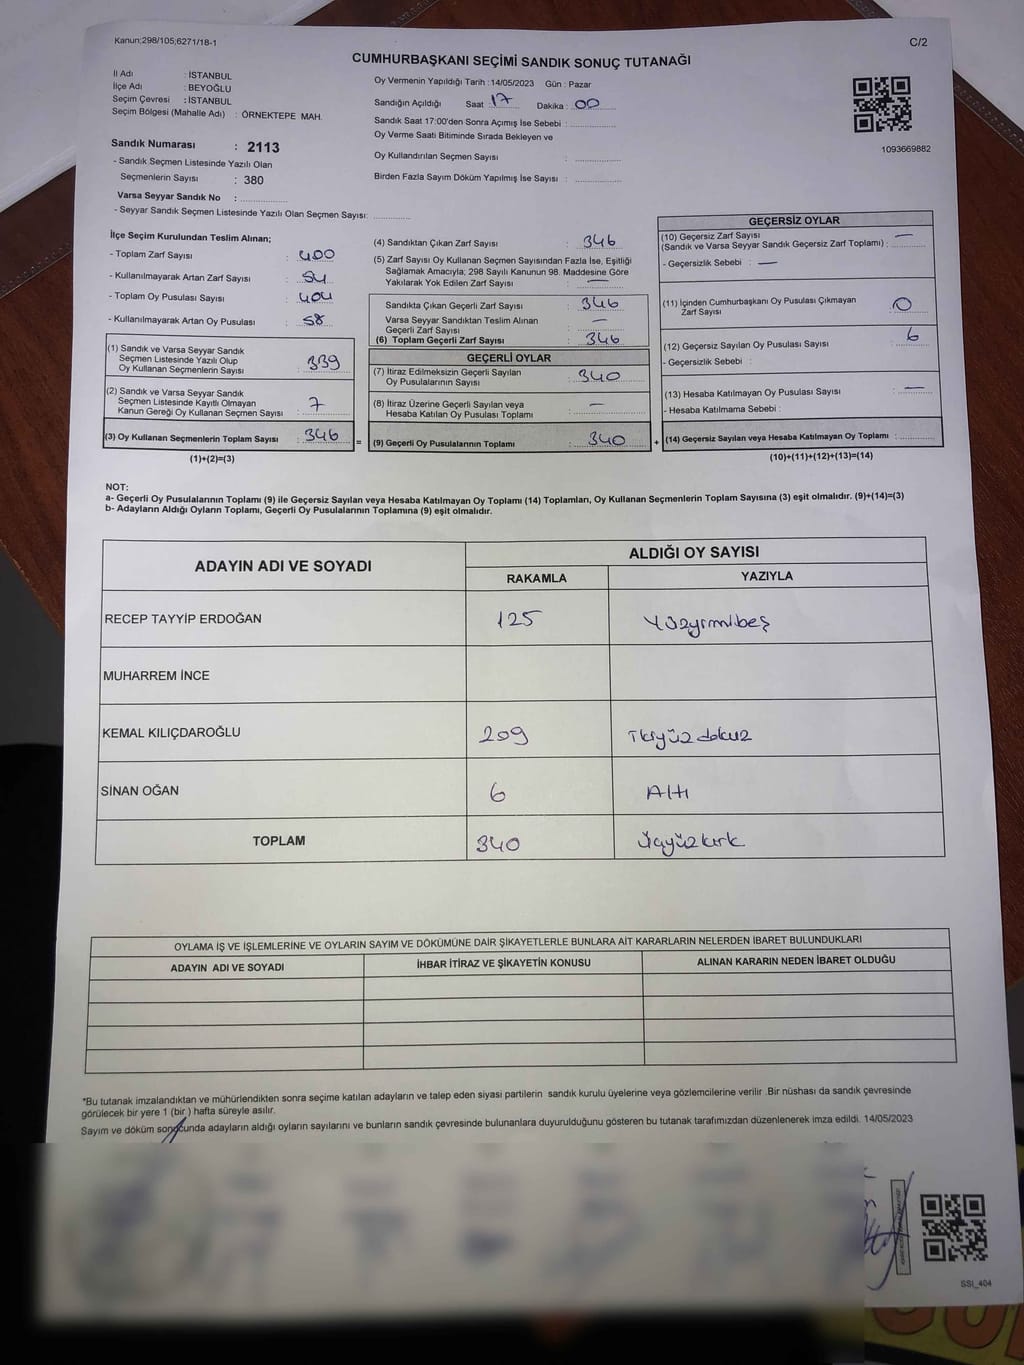 Kanun;298/105;6271/18-1
C/2
CUMHURBAŞKANI SEÇİMİ SANDIK SONUÇ TUTANAĞI
İl Adı : İSTANBUL
İlçe Adı : BEYOĞLU
Seçim Çevresi : İSTANBUL
Seçim Bölgesi (Mahalle Adı) : ÖRNEKTEPE MAH.
Sandık Numarası : 2113
- Sandık Seçmen Listesinde Yazılı Olan
Seçmenlerin Sayısı : 380
Varsa Seyyar Sandık No :
- Seyyar Sandık Seçmen Listesinde Yazılı Olan Seçmen Sayısı:
Oy Vermenin Yapıldığı Tarih : 14/05/2023 Gün : Pazar
Sandığın Açıldığı Saat : 17 Dakika : 00
Sandık Saat 17:00'den Sonra Açımış İse Sebebi :
Oy Verme Saati Bitiminde Sırada Bekleyen ve
Oy Kullandırılan Seçmen Sayısı :
Birden Fazla Sayım Döküm Yapılmış İse Sayısı :
1093669882
İlçe Seçim Kurulundan Teslim Alınan;
- Toplam Zarf Sayısı : 400
- Kullanılmayarak Artan Zarf Sayısı : 54
- Toplam Oy Pusulası Sayısı : 404
- Kullanılmayarak Artan Oy Pusulası : 58
(1) Sandık ve Varsa Seyyar Sandık
Seçmen Listesinde Yazılı Olup
Oy Kullanan Seçmenlerin Sayısı : 339
(2) Sandık ve Varsa Seyyar Sandık
Seçmen Listesinde Kayıtlı Olmayan
Kanun Gereği Oy Kullanan Seçmen Sayısı : 7
(3) Oy Kullanan Seçmenlerin Toplam Sayısı : 346
(1)+(2)=(3)
(4) Sandıktan Çıkan Zarf Sayısı : 346
(5) Zarf Sayısı Oy Kullanan Seçmen Sayısından Fazla İse, Eşitliği
Sağlamak Amacıyla; 298 Sayılı Kanunun 98. Maddesine Göre
Yakılarak Yok Edilen Zarf Sayısı : —
Sandıkta Çıkan Geçerli Zarf Sayısı : 346
Varsa Seyyar Sandıktan Teslim Alınan
Geçerli Zarf Sayısı : —
(6) Toplam Geçerli Zarf Sayısı : 346
GEÇERLİ OYLAR
(7) İtiraz Edilmeksizin Geçerli Sayılan
Oy Pusulalarının Sayısı : 340
(8) İtiraz Üzerine Geçerli Sayılan veya
Hesaba Katılan Oy Pusulası Toplamı : —
= (9) Geçerli Oy Pusulalarının Toplamı : 340
GEÇERSİZ OYLAR
(10) Geçersiz Zarf Sayısı —
(Sandık ve Varsa Seyyar Sandık Geçersiz Zarf Toplamı) :
- Geçersizlik Sebebi : —
(11) İçinden Cumhurbaşkanı Oy Pusulası Çıkmayan
Zarf Sayısı : 0
(12) Geçersiz Sayılan Oy Pusulası Sayısı : 6
- Geçersizlik Sebebi :
(13) Hesaba Katılmayan Oy Pusulası Sayısı : —
- Hesaba Katılmama Sebebi :
+ (14) Geçersiz Sayılan veya Hesaba Katılmayan Oy Toplamı :
(10)+(11)+(12)+(13)=(14)
NOT:
a- Geçerli Oy Pusulalarının Toplamı (9) ile Geçersiz Sayılan veya Hesaba Katılmayan Oy Toplamı (14) Toplamları, Oy Kullanan Seçmenlerin Toplam Sayısına (3) eşit olmalıdır. (9)+(14)=(3)
b- Adayların Aldığı Oyların Toplamı, Geçerli Oy Pusulalarının Toplamına (9) eşit olmalıdır.
ADAYIN ADI VE SOYADI
ALDIĞI OY SAYISI
RAKAMLA YAZIYLA
RECEP TAYYİP ERDOĞAN 125 Yüzyirmibeş
MUHARREM İNCE
KEMAL KILIÇDAROĞLU 209 İkiyüz dokuz
SİNAN OĞAN 6 Altı
TOPLAM 340 Üçyüz kırk
OYLAMA İŞ VE İŞLEMLERİNE VE OYLARIN SAYIM VE DÖKÜMÜNE DAİR ŞİKAYETLERLE BUNLARA AİT KARARLARIN NELERDEN İBARET BULUNDUKLARI
ADAYIN ADI VE SOYADI İHBAR İTİRAZ VE ŞİKAYETİN KONUSU ALINAN KARARIN NEDEN İBARET OLDUĞU
*Bu tutanak imzalandıktan ve mühürlendikten sonra seçime katılan adayların ve talep eden siyasi partilerin sandık kurulu üyelerine veya gözlemcilerine verilir .Bir nüshası da sandık çevresinde
görülecek bir yere 1 (bir ) hafta süreyle asılır.
Sayım ve döküm sonucunda adayların aldığı oyların sayılarını ve bunların sandık çevresinde bulunanlara duyurulduğunu gösteren bu tutanak tarafımızdan düzenlenerek imza edildi. 14/05/2023
SSİ_404